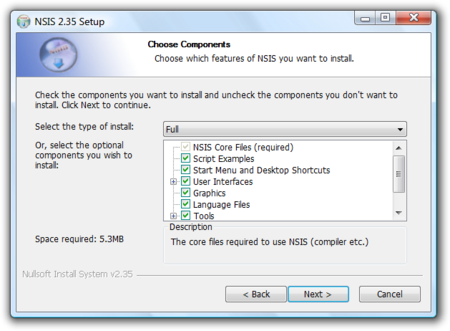 NSIS 2.35 Setup
Choose Components
Choose which features of NSIS you want to install.
Check the components you want to install and uncheck the components you don't want to
install. Click Next to continue.
Select the type of install:
Full
Or, select the optional
components you wish to
install:
NSIS Core Files (required)
Script Examples
Start Menu and Desktop Shortcuts
User Interfaces
Graphics
Language Files
Tools
Space required: 5.3MB
Description
The core files required to use NSIS (compiler etc.)
Nullsoft Install System v2.35
< Back
Next >
Cancel